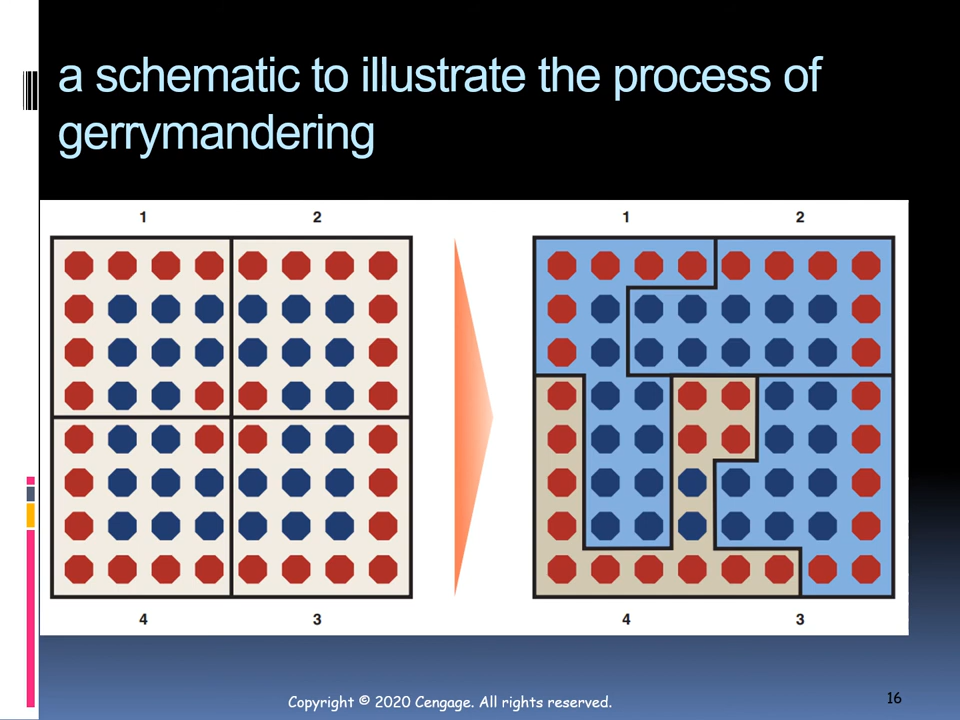 a schematic to illustrate the process of
gerrymandering
1 2 1 2
4 3 4 3
Copyright © 2020 Cengage. All rights reserved.
16